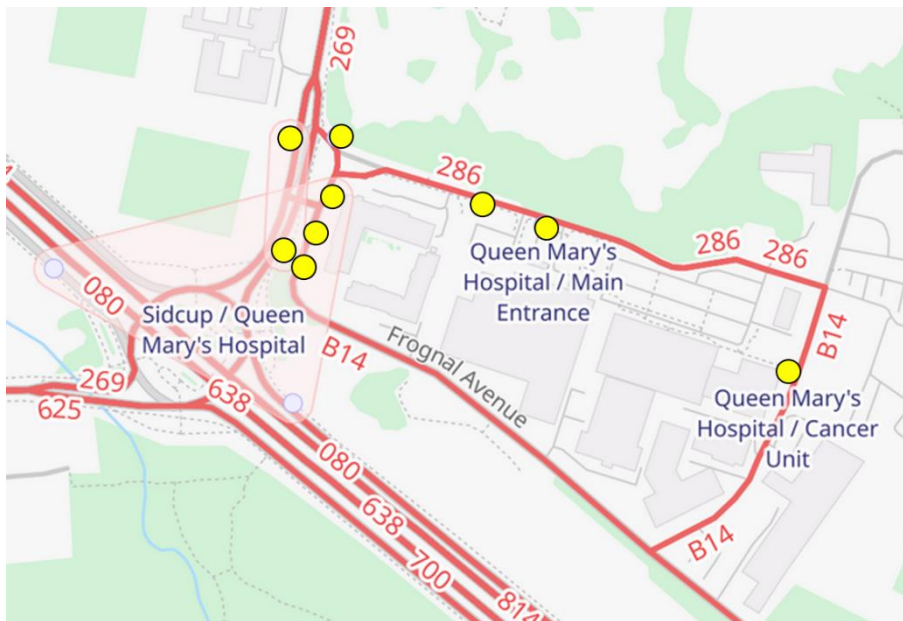 269
286
Queen Mary's
Hospital / Main
Entrance
286
286
080
Sidcup / Queen
Mary's Hospital
B14
Frognal Avenue
B14
269
625
638
Queen Mary's
Hospital / Cancer
Unit
080
638
700
B14
814